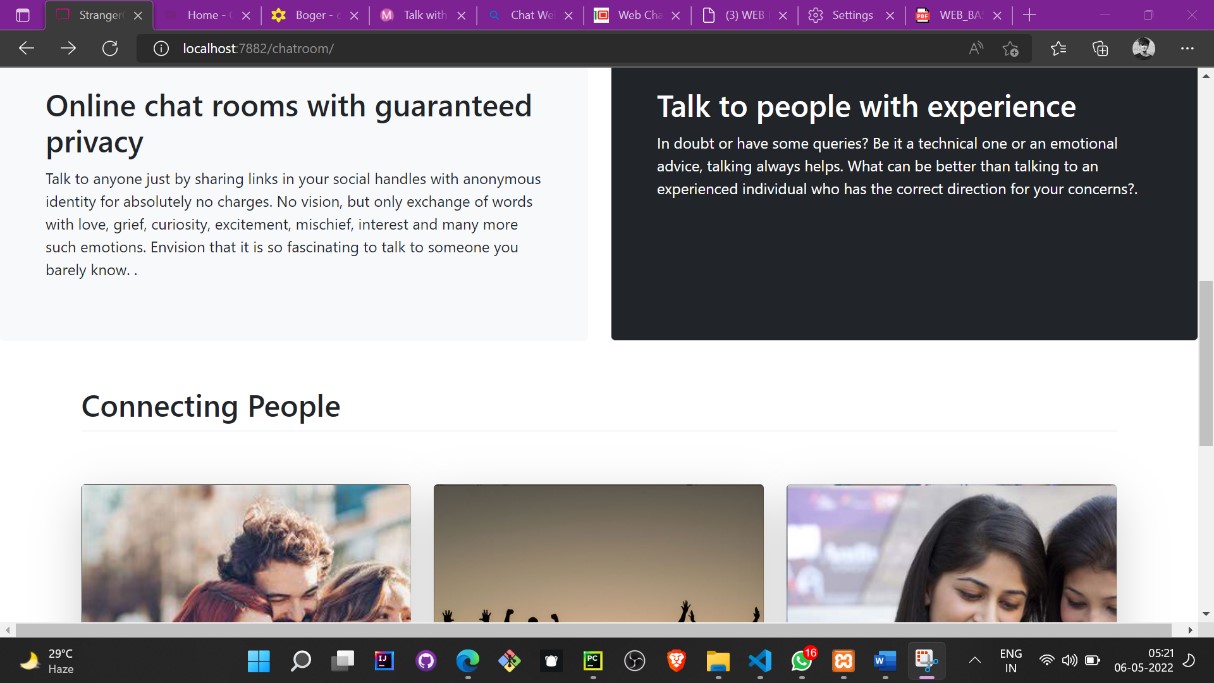 Stranger
Home -
Boger -
Talk with
Chat We
Web Cha
(3) WEB
Settings
WEB_BA
localhost:7882/chatroom/
Online chat rooms with guaranteed
privacy
Talk to anyone just by sharing links in your social handles with anonymous
identity for absolutely no charges. No vision, but only exchange of words
with love, grief, curiosity, excitement, mischief, interest and many more
such emotions. Envision that it is so fascinating to talk to someone you
barely know. .
Talk to people with experience
In doubt or have some queries? Be it a technical one or an emotional
advice, talking always helps. What can be better than talking to an
experienced individual who has the correct direction for your concerns?.
Connecting People
29°C
Haze
16
ENG
IN
05:21
06-05-2022